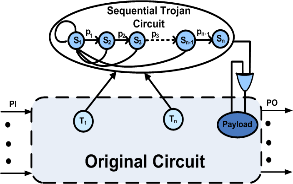 Sequential Trojan
Circuit
S₁ P₁ S₂ P₂ S₃ P₃ Sₙ₋₁ Pₙ₋₁ Sₙ
PI
T₁
Tₙ
Payload
PO
Original Circuit